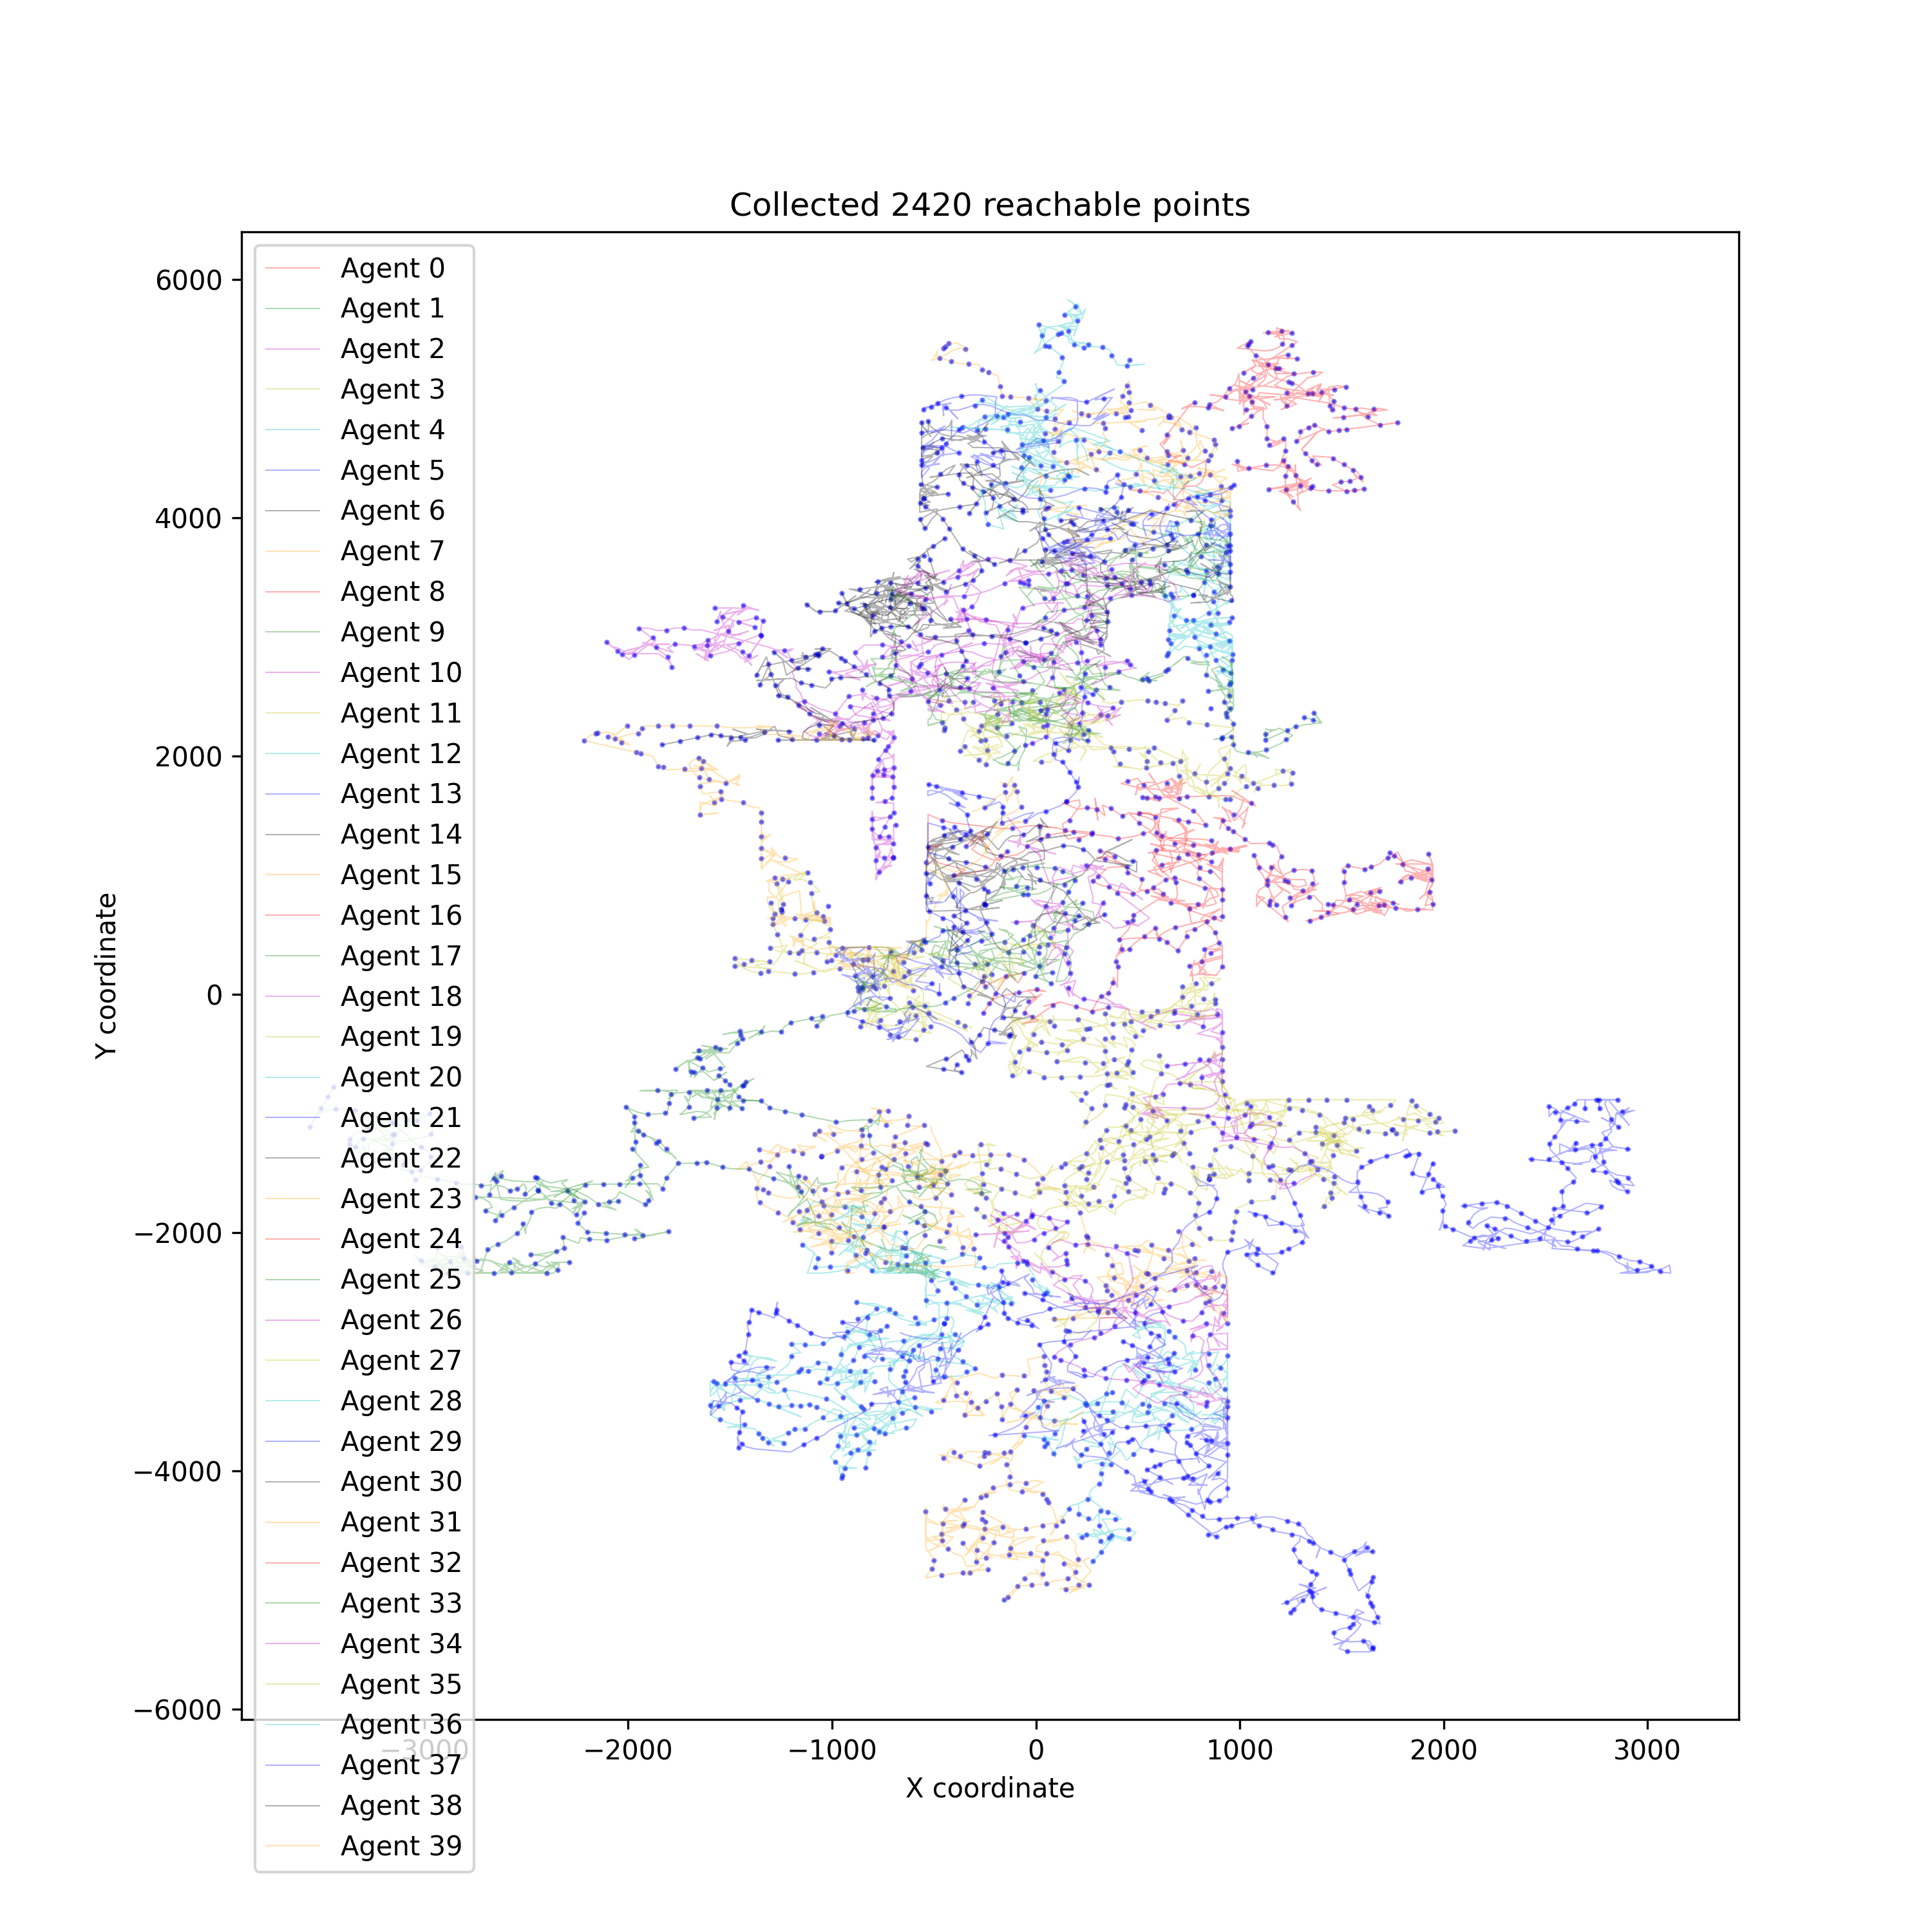 Collected 2420 reachable points
6000
4000
2000
0
−2000
−4000
−6000
Y coordinate
Agent 0
Agent 1
Agent 2
Agent 3
Agent 4
Agent 5
Agent 6
Agent 7
Agent 8
Agent 9
Agent 10
Agent 11
Agent 12
Agent 13
Agent 14
Agent 15
Agent 16
Agent 17
Agent 18
Agent 19
Agent 20
Agent 21
Agent 22
Agent 23
Agent 24
Agent 25
Agent 26
Agent 27
Agent 28
Agent 29
Agent 30
Agent 31
Agent 32
Agent 33
Agent 34
Agent 35
Agent 36
Agent 37
Agent 38
Agent 39
−3000 −2000 −1000 0 1000 2000 3000
X coordinate